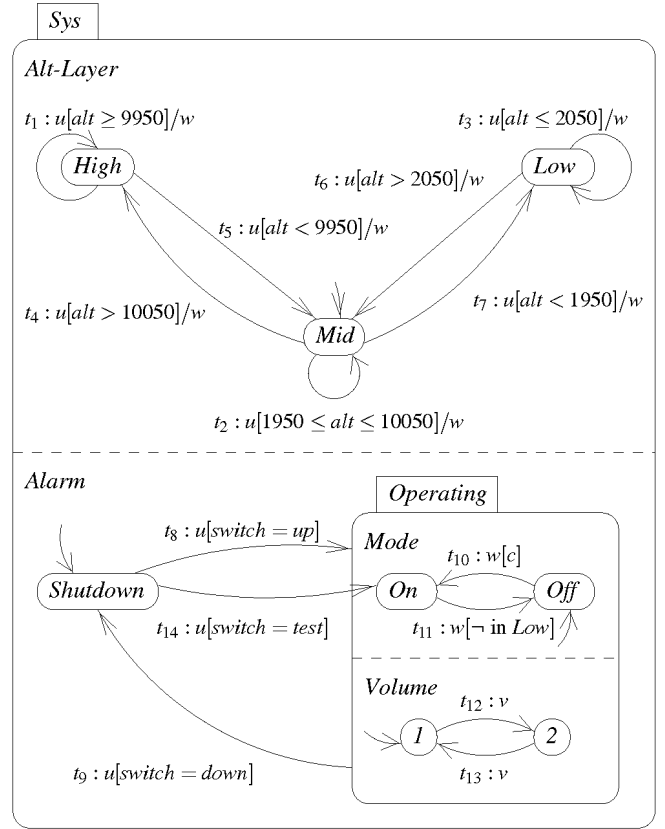 Sys
Alt-Layer
t₁ : u[alt ≥ 9950]/w
t₃ : u[alt ≤ 2050]/w
High
Low
t₆ : u[alt > 2050]/w
t₅ : u[alt < 9950]/w
t₄ : u[alt > 10050]/w
t₇ : u[alt < 1950]/w
Mid
t₂ : u[1950 ≤ alt ≤ 10050]/w
Alarm
Operating
t₈ : u[switch = up]
Mode
t₁₀ : w[c]
Shutdown
On
Off
t₁₄ : u[switch = test]
t₁₁ : w[¬ in Low]
Volume
t₁₂ : v
1
2
t₉ : u[switch = down]
t₁₃ : v